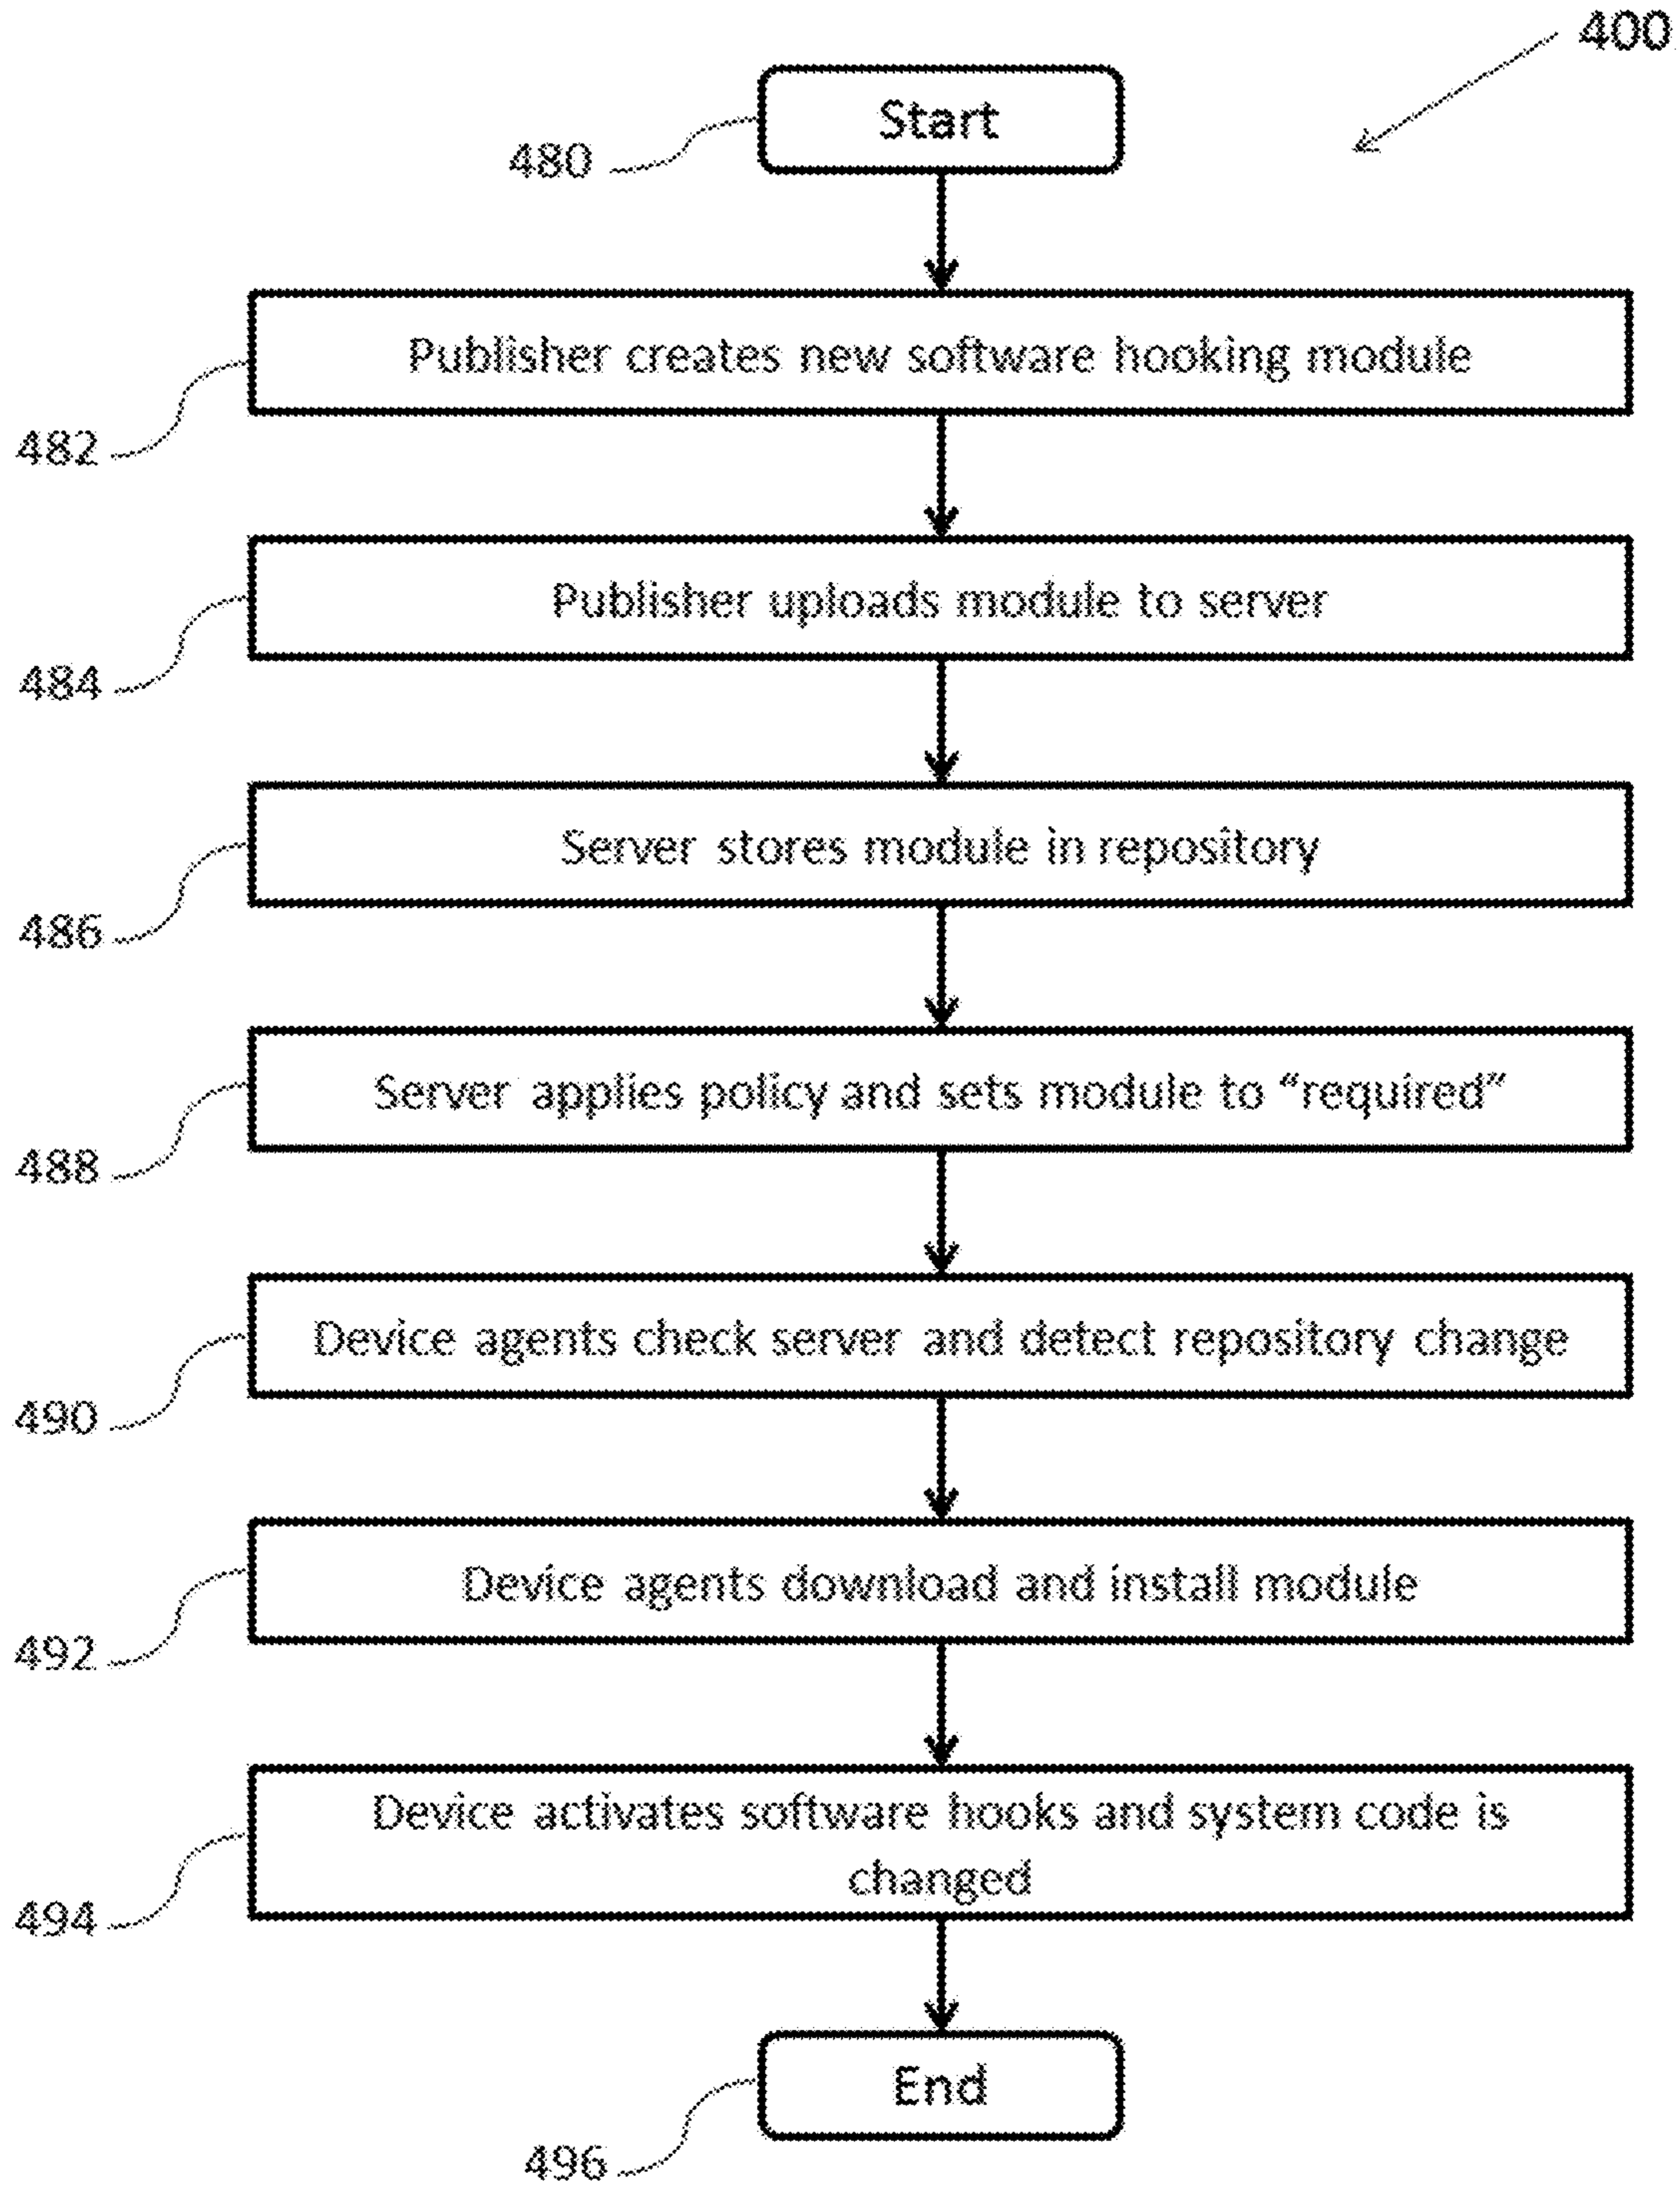 400
Start
480
Publisher creates new software hooking module
482
Publisher uploads module to server
484
Server stores module in repository
486
Server applies policy and sets module to “required”
488
Device agents check server and detect repository change
490
Device agents download and install module
492
Device activates software hooks and system code is
changed
494
End
496